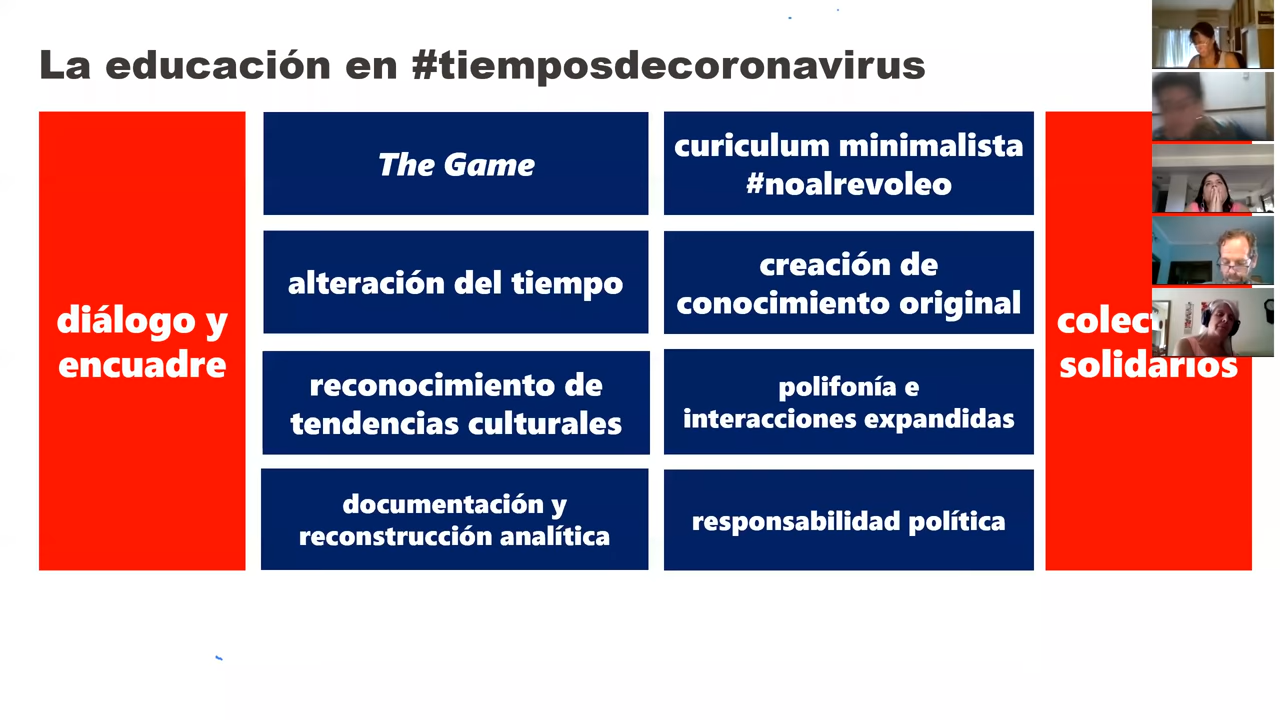 La educación en #tiemposdecoronavirus
diálogo y
encuadre
The Game
curiculum minimalista
#noalrevoleo
alteración del tiempo
creación de
conocimiento original
reconocimiento de
tendencias culturales
polifonía e
interacciones expandidas
documentación y
reconstrucción analítica
responsabilidad política
solidarios